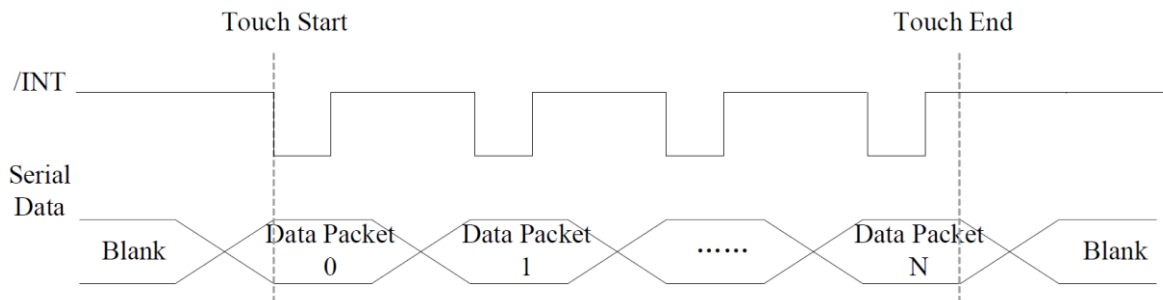 Touch Start
Touch End
/INT
Serial
Data
Blank
Data Packet
0
Data Packet
1
……
Data Packet
N
Blank